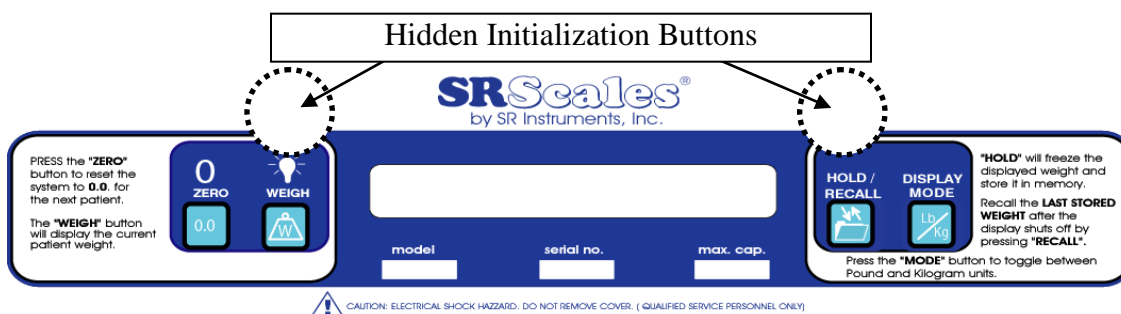 Hidden Initialization Buttons
SRScales®
by SR Instruments, Inc.
PRESS the "ZERO"
button to reset the
system to 0.0. for
the next patient.
The "WEIGH" button
will display the current
patient weight.
0
ZERO
WEIGH
0.0
W
model
serial no.
max. cap.
HOLD /
RECALL
DISPLAY
MODE
Lb
Kg
"HOLD" will freeze the
displayed weight and
store it in memory.
Recall the LAST STORED
WEIGHT after the
display shuts off by
pressing "RECALL".
Press the "MODE" button to toggle between
Pound and Kilogram units.
CAUTION: ELECTRICAL SHOCK HAZZARD. DO NOT REMOVE COVER. ( QUALIFIED SERVICE PERSONNEL ONLY)